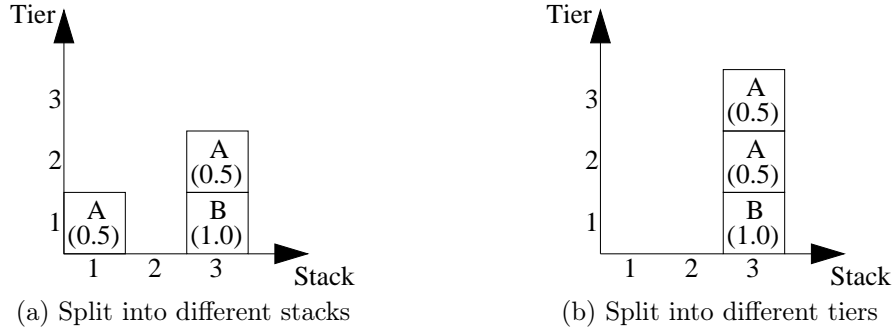 Tier
3
2
1
A
(0.5)
A
(0.5)
B
(1.0)
1 2 3
Stack
(a) Split into different stacks
Tier
3
2
1
A
(0.5)
A
(0.5)
B
(1.0)
1 2 3
Stack
(b) Split into different tiers